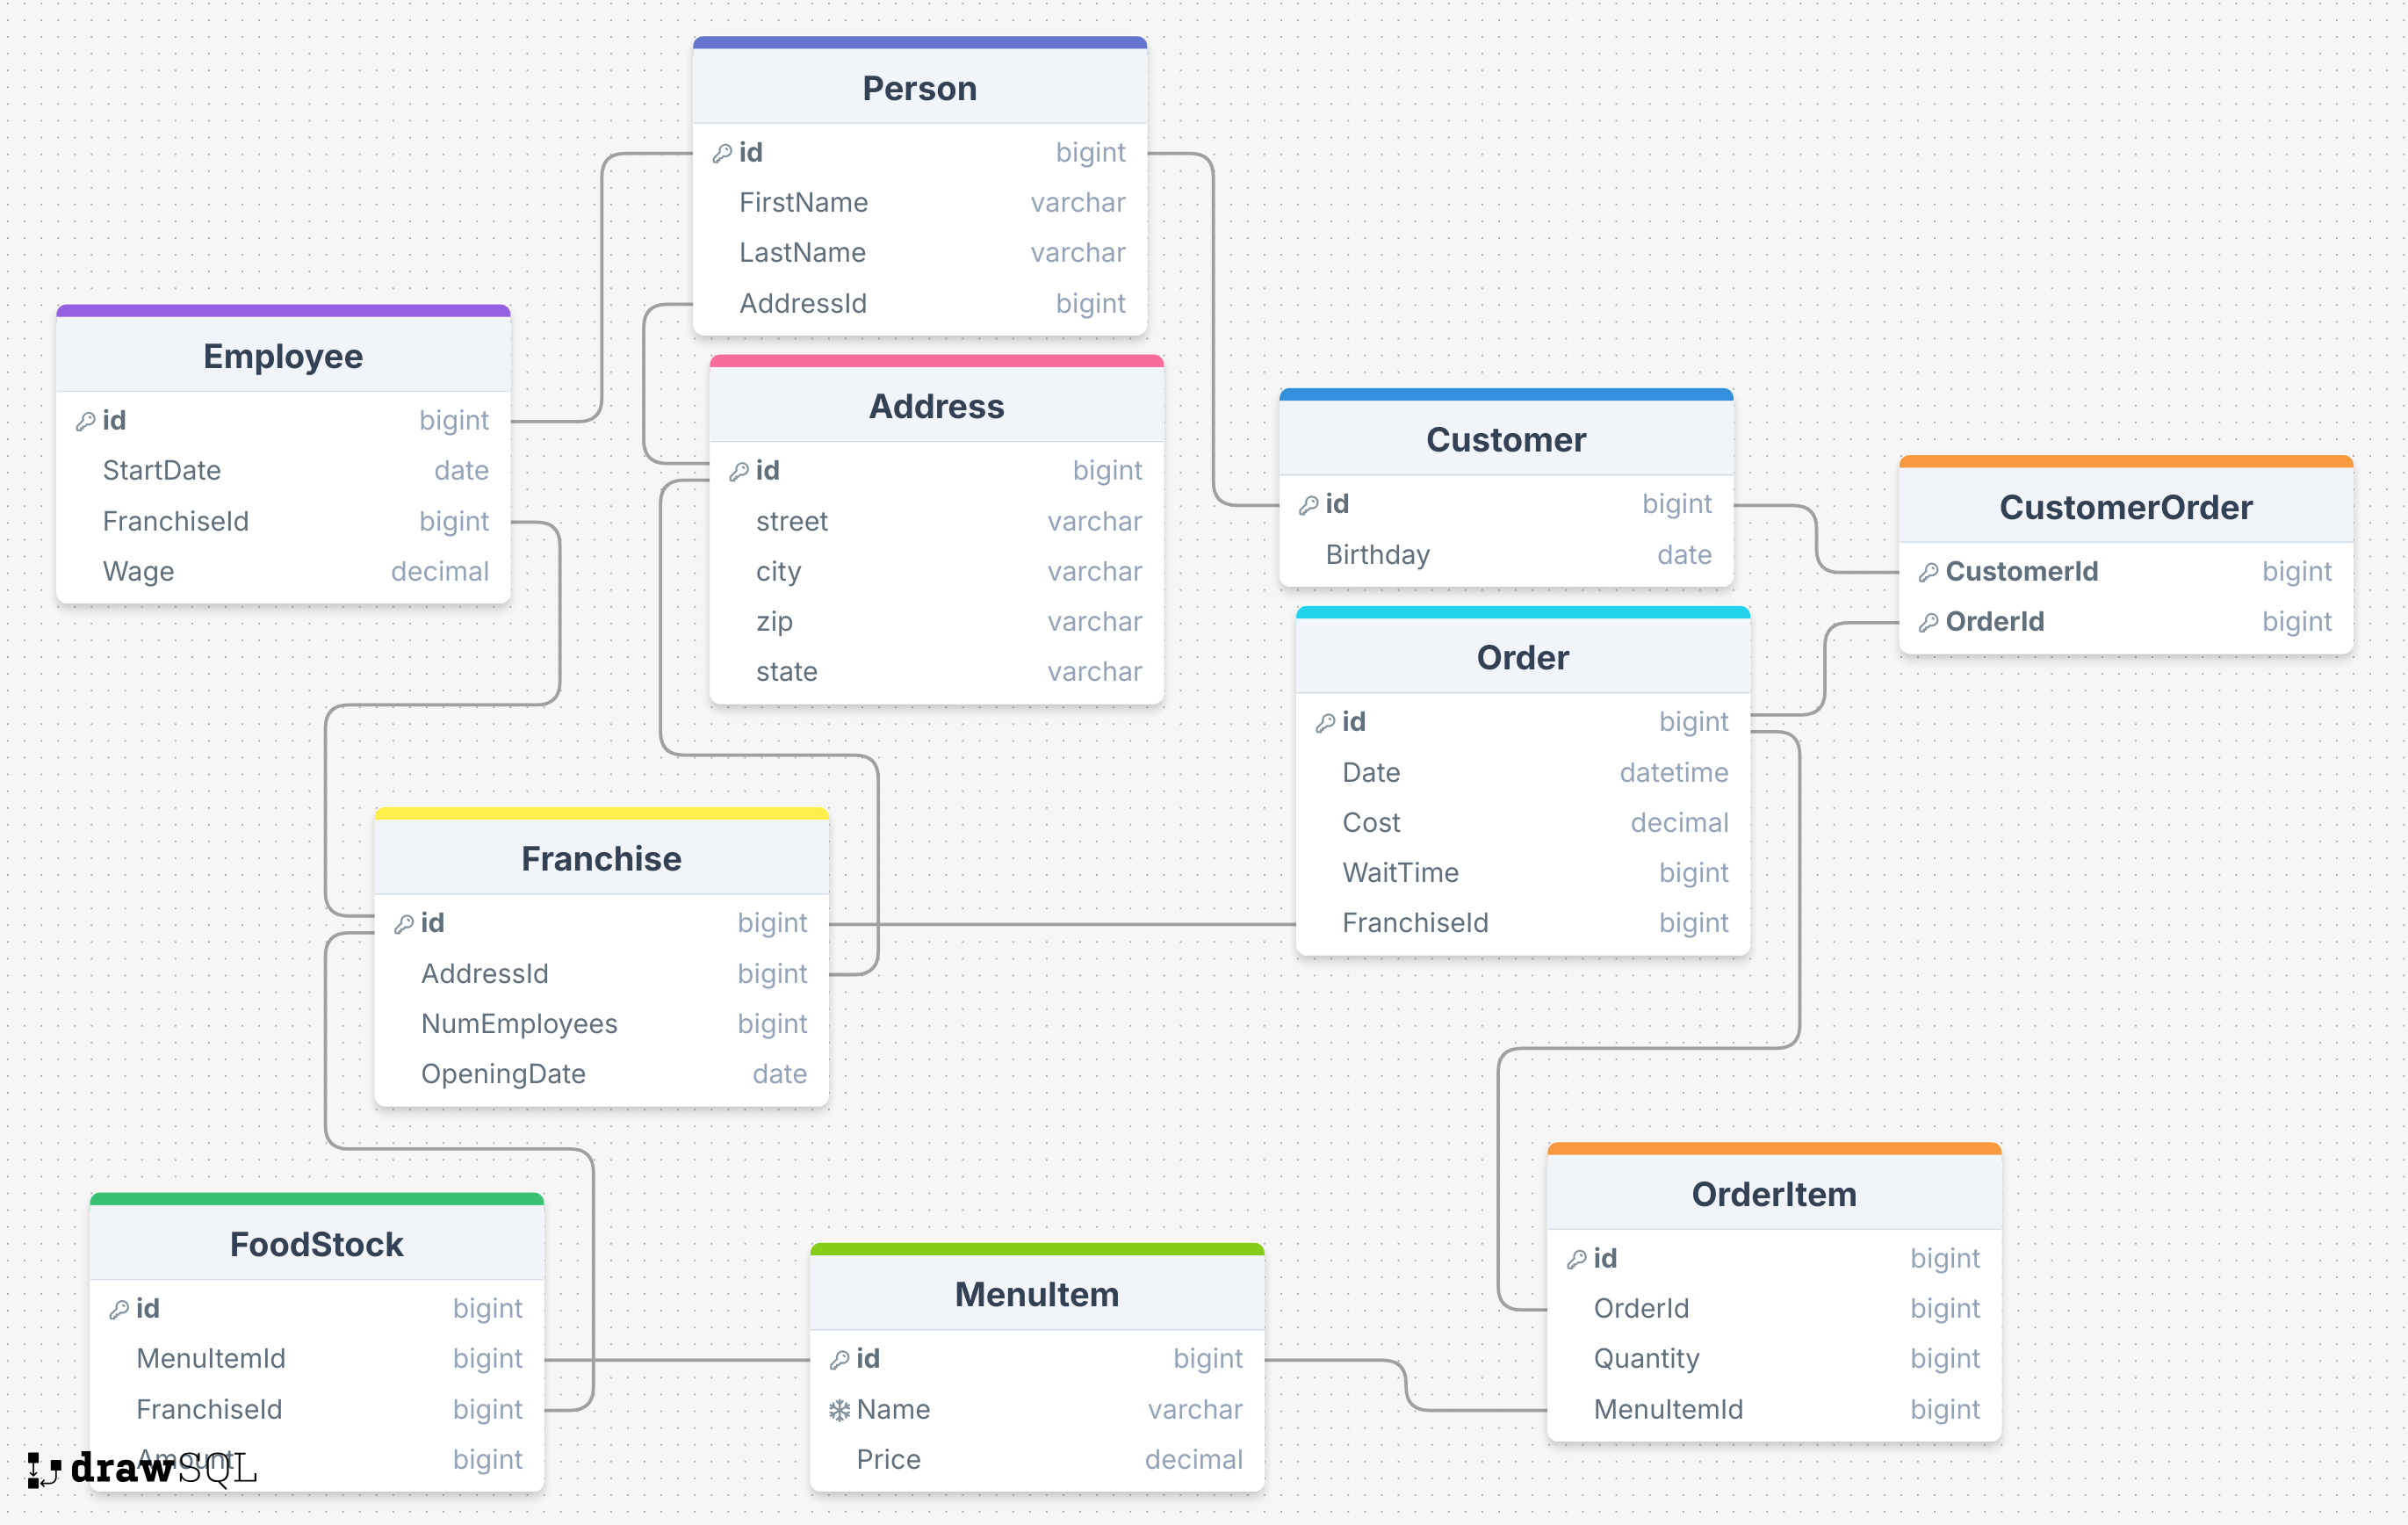 Person
id bigint
FirstName varchar
LastName varchar
AddressId bigint
Employee
id bigint
StartDate date
FranchiseId bigint
Wage decimal
Address
id bigint
street varchar
city varchar
zip varchar
state varchar
Customer
id bigint
Birthday date
CustomerOrder
CustomerId bigint
OrderId bigint
Order
id bigint
Date datetime
Cost decimal
WaitTime bigint
FranchiseId bigint
Franchise
id bigint
AddressId bigint
NumEmployees bigint
OpeningDate date
OrderItem
id bigint
OrderId bigint
Quantity bigint
MenuItemId bigint
FoodStock
id bigint
MenuItemId bigint
FranchiseId bigint
Amount bigint
MenuItem
id bigint
Name varchar
Price decimal
drawSQL